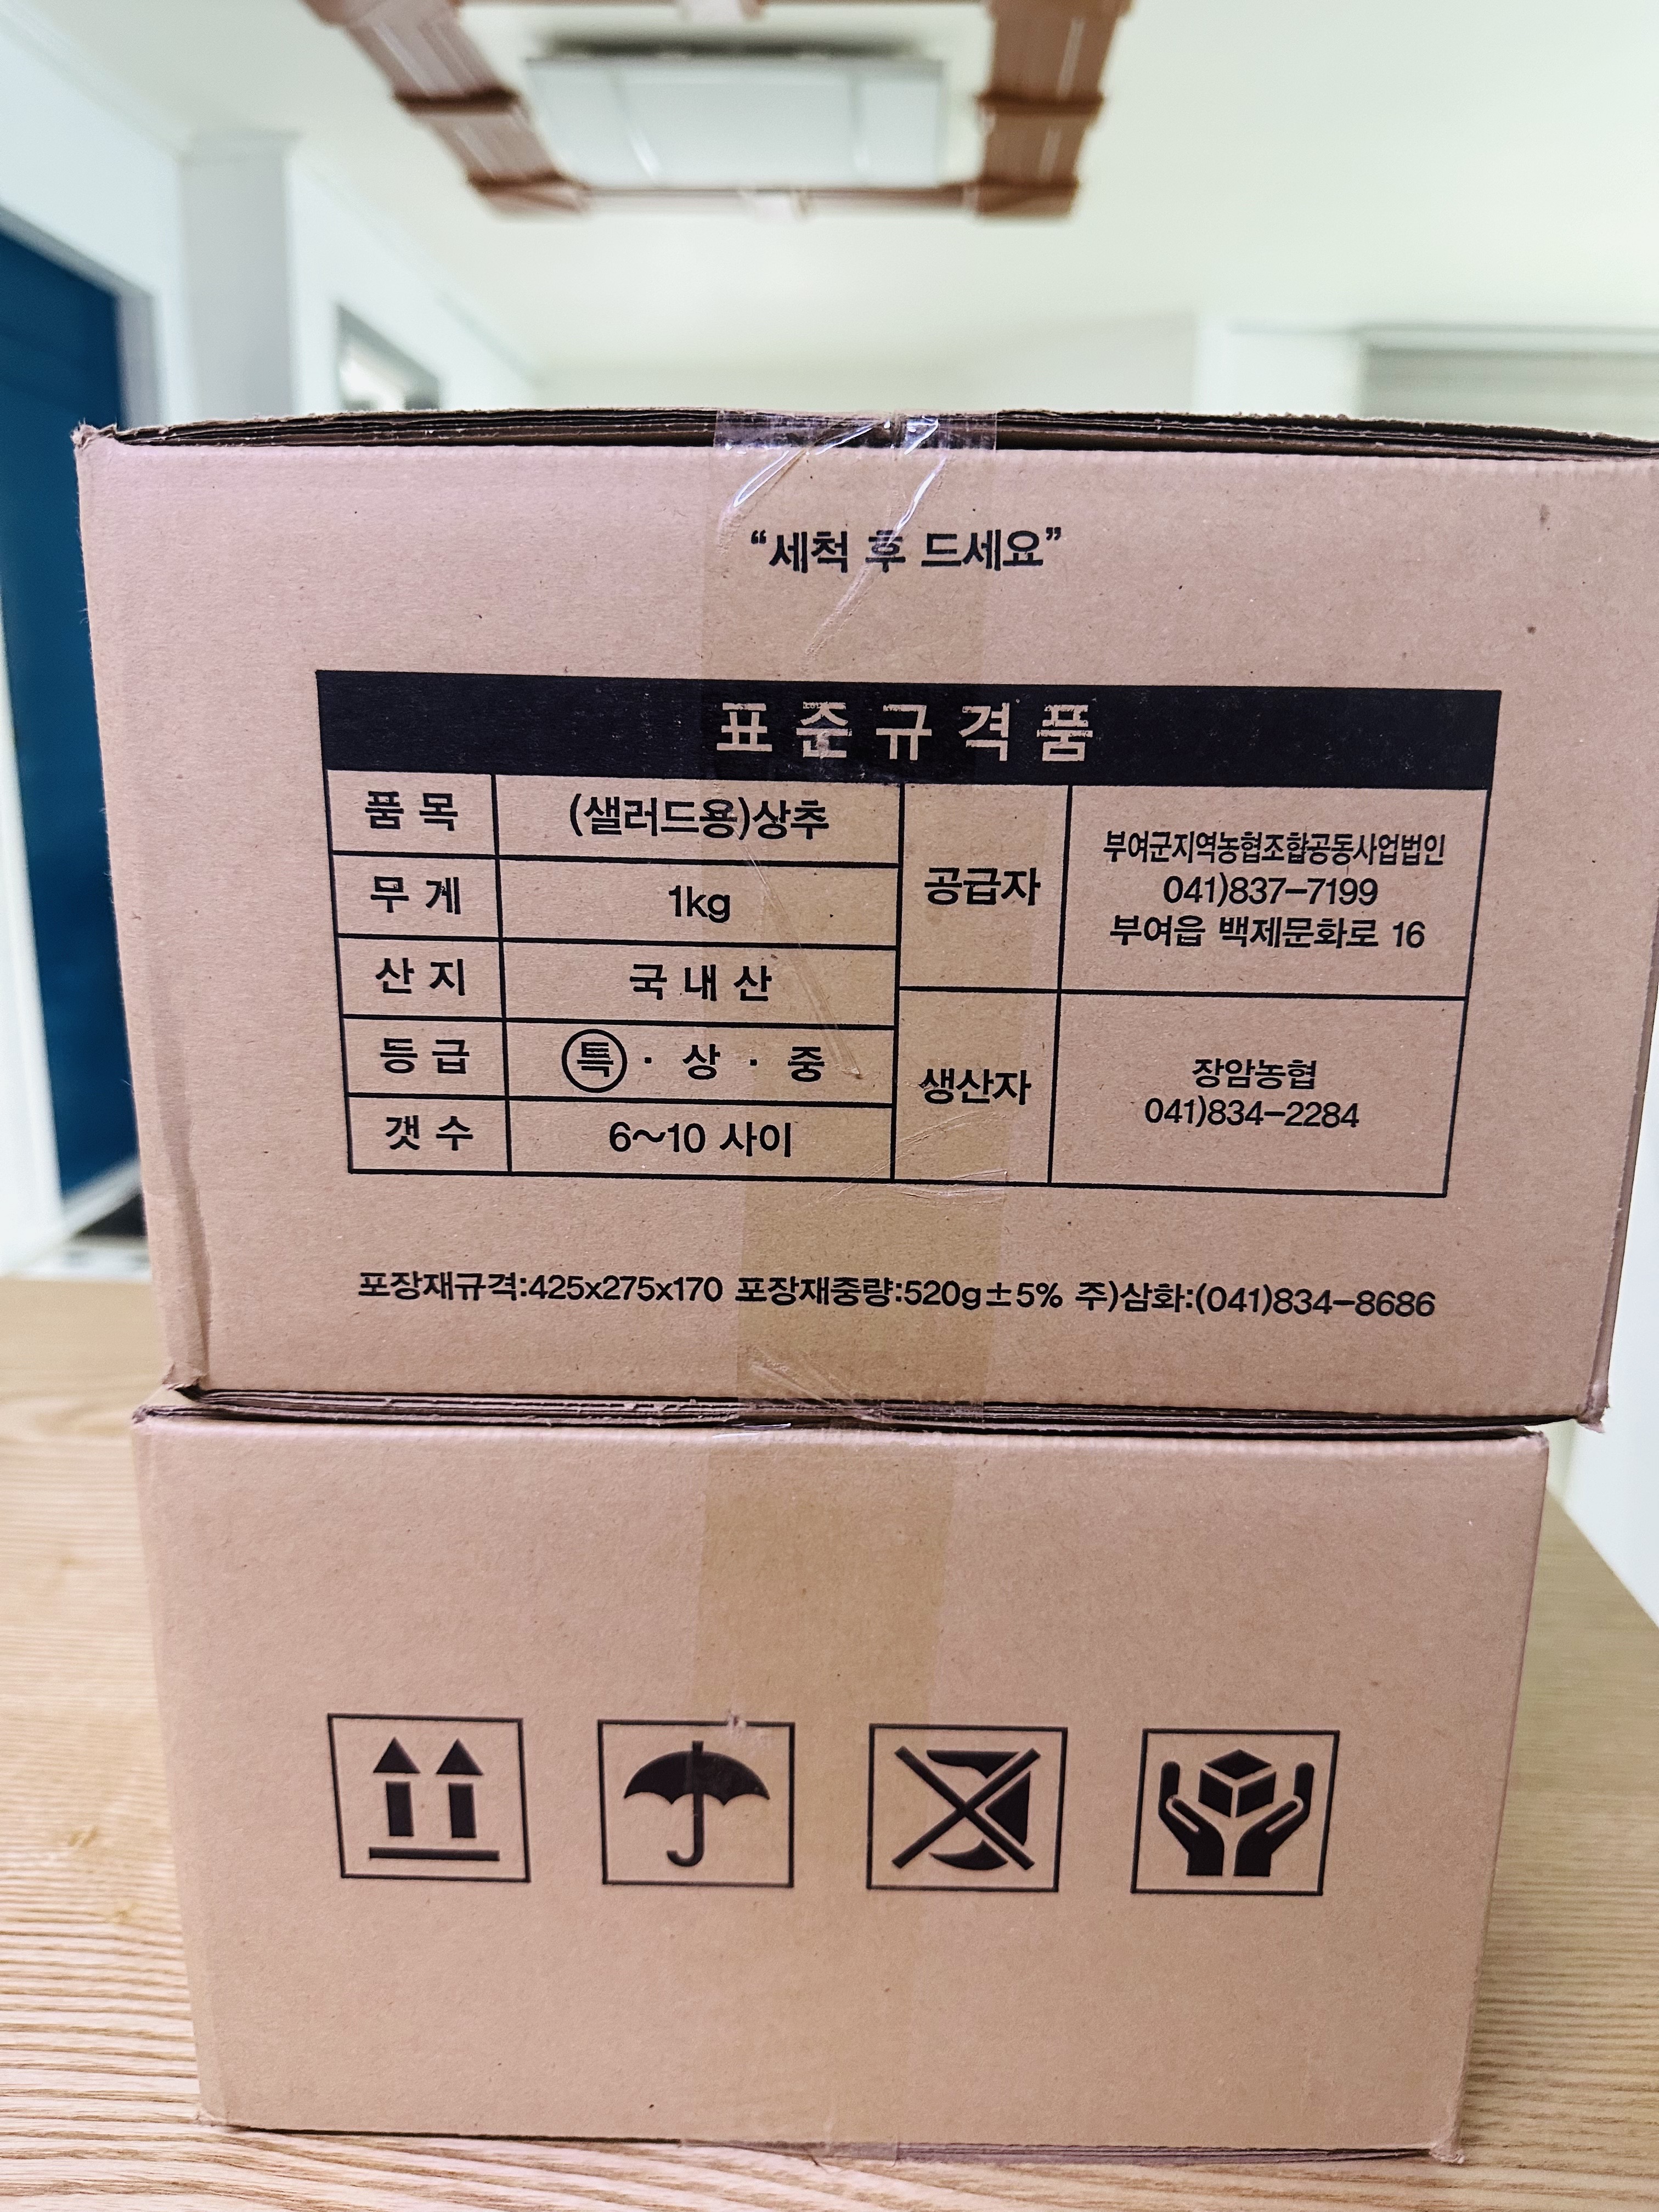 “세척 후 드세요”
표준규격품
품목 (샐러드용)상추
무게 1kg
산지 국내산
등급 특 · 상 · 중
갯수 6~10 사이
공급자
부여군지역농협조합공동사업법인
041)837-7199
부여읍 백제문화로 16
생산자
장암농협
041)834-2284
포장재규격:425x275x170 포장재중량:520g±5% 주)삼화:(041)834-8686